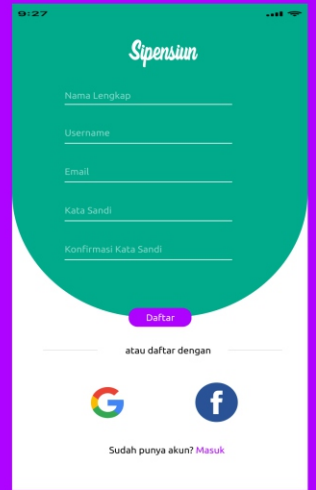 9:27
Sipensiun
Nama Lengkap
Username
Email
Kata Sandi
Konfirmasi Kata Sandi
Daftar
atau daftar dengan
Sudah punya akun? Masuk